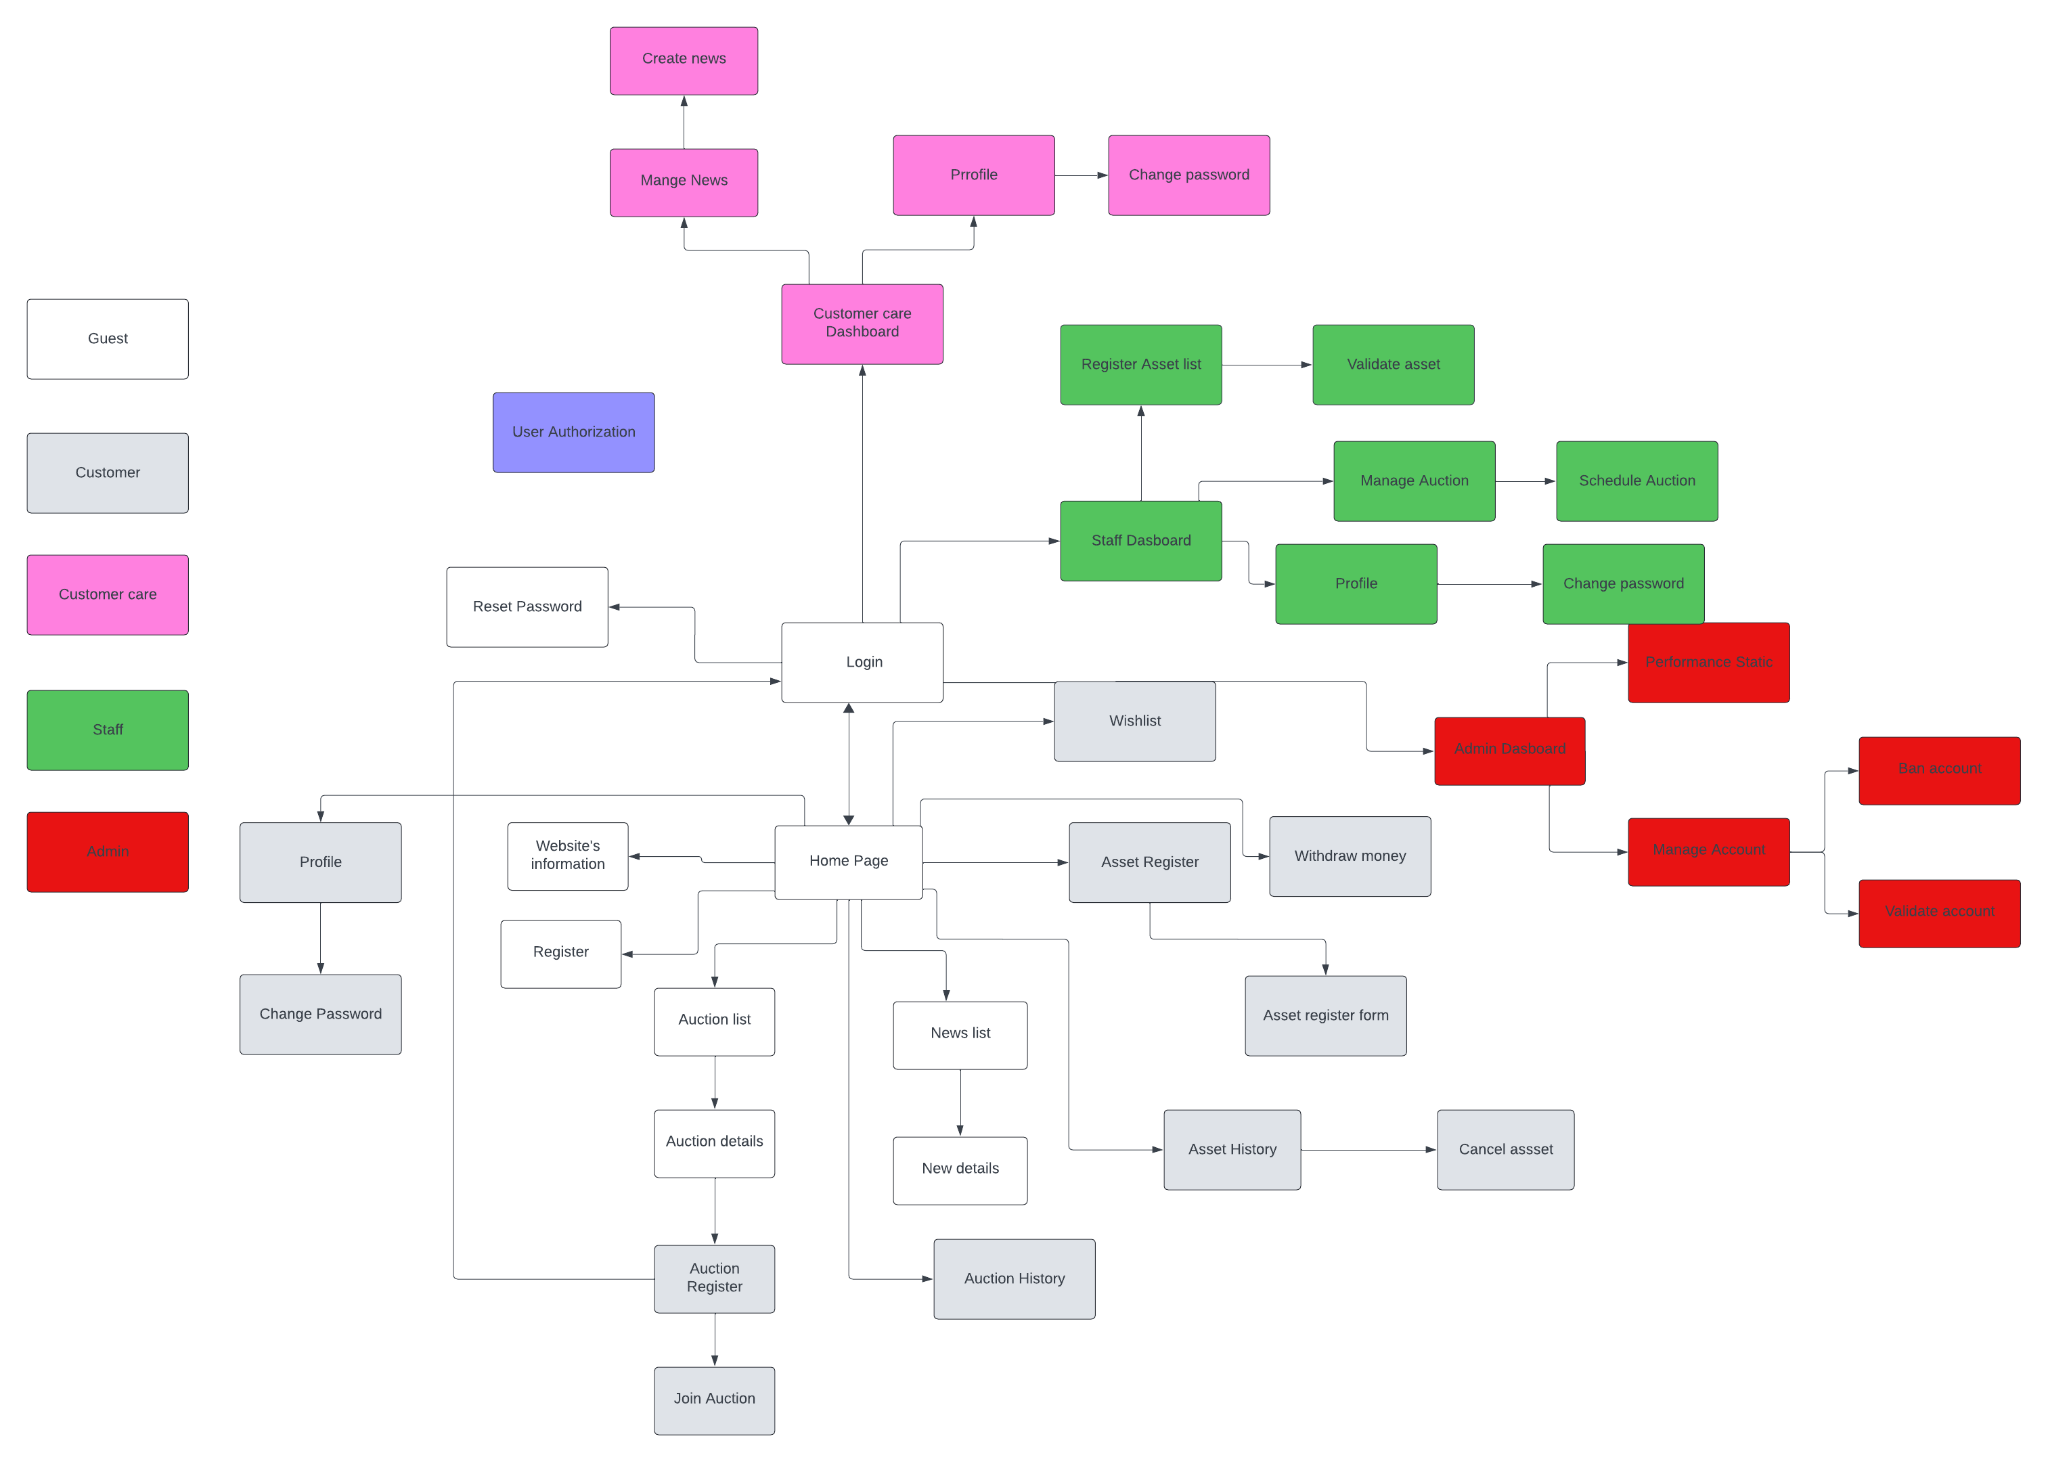 Create news
Mange News
Prrofile
Change password
Customer care
Dashboard
Guest
Register Asset list
Validate asset
User Authorization
Customer
Manage Auction
Schedule Auction
Staff Dasboard
Profile
Change password
Customer care
Reset Password
Login
Performance Static
Wishlist
Staff
Admin Dasboard
Ban account
Admin
Profile
Website's
information
Home Page
Asset Register
Withdraw money
Manage Account
Validate account
Register
Change Password
Auction list
News list
Asset register form
Auction details
New details
Asset History
Cancel assset
Auction
Register
Auction History
Join Auction